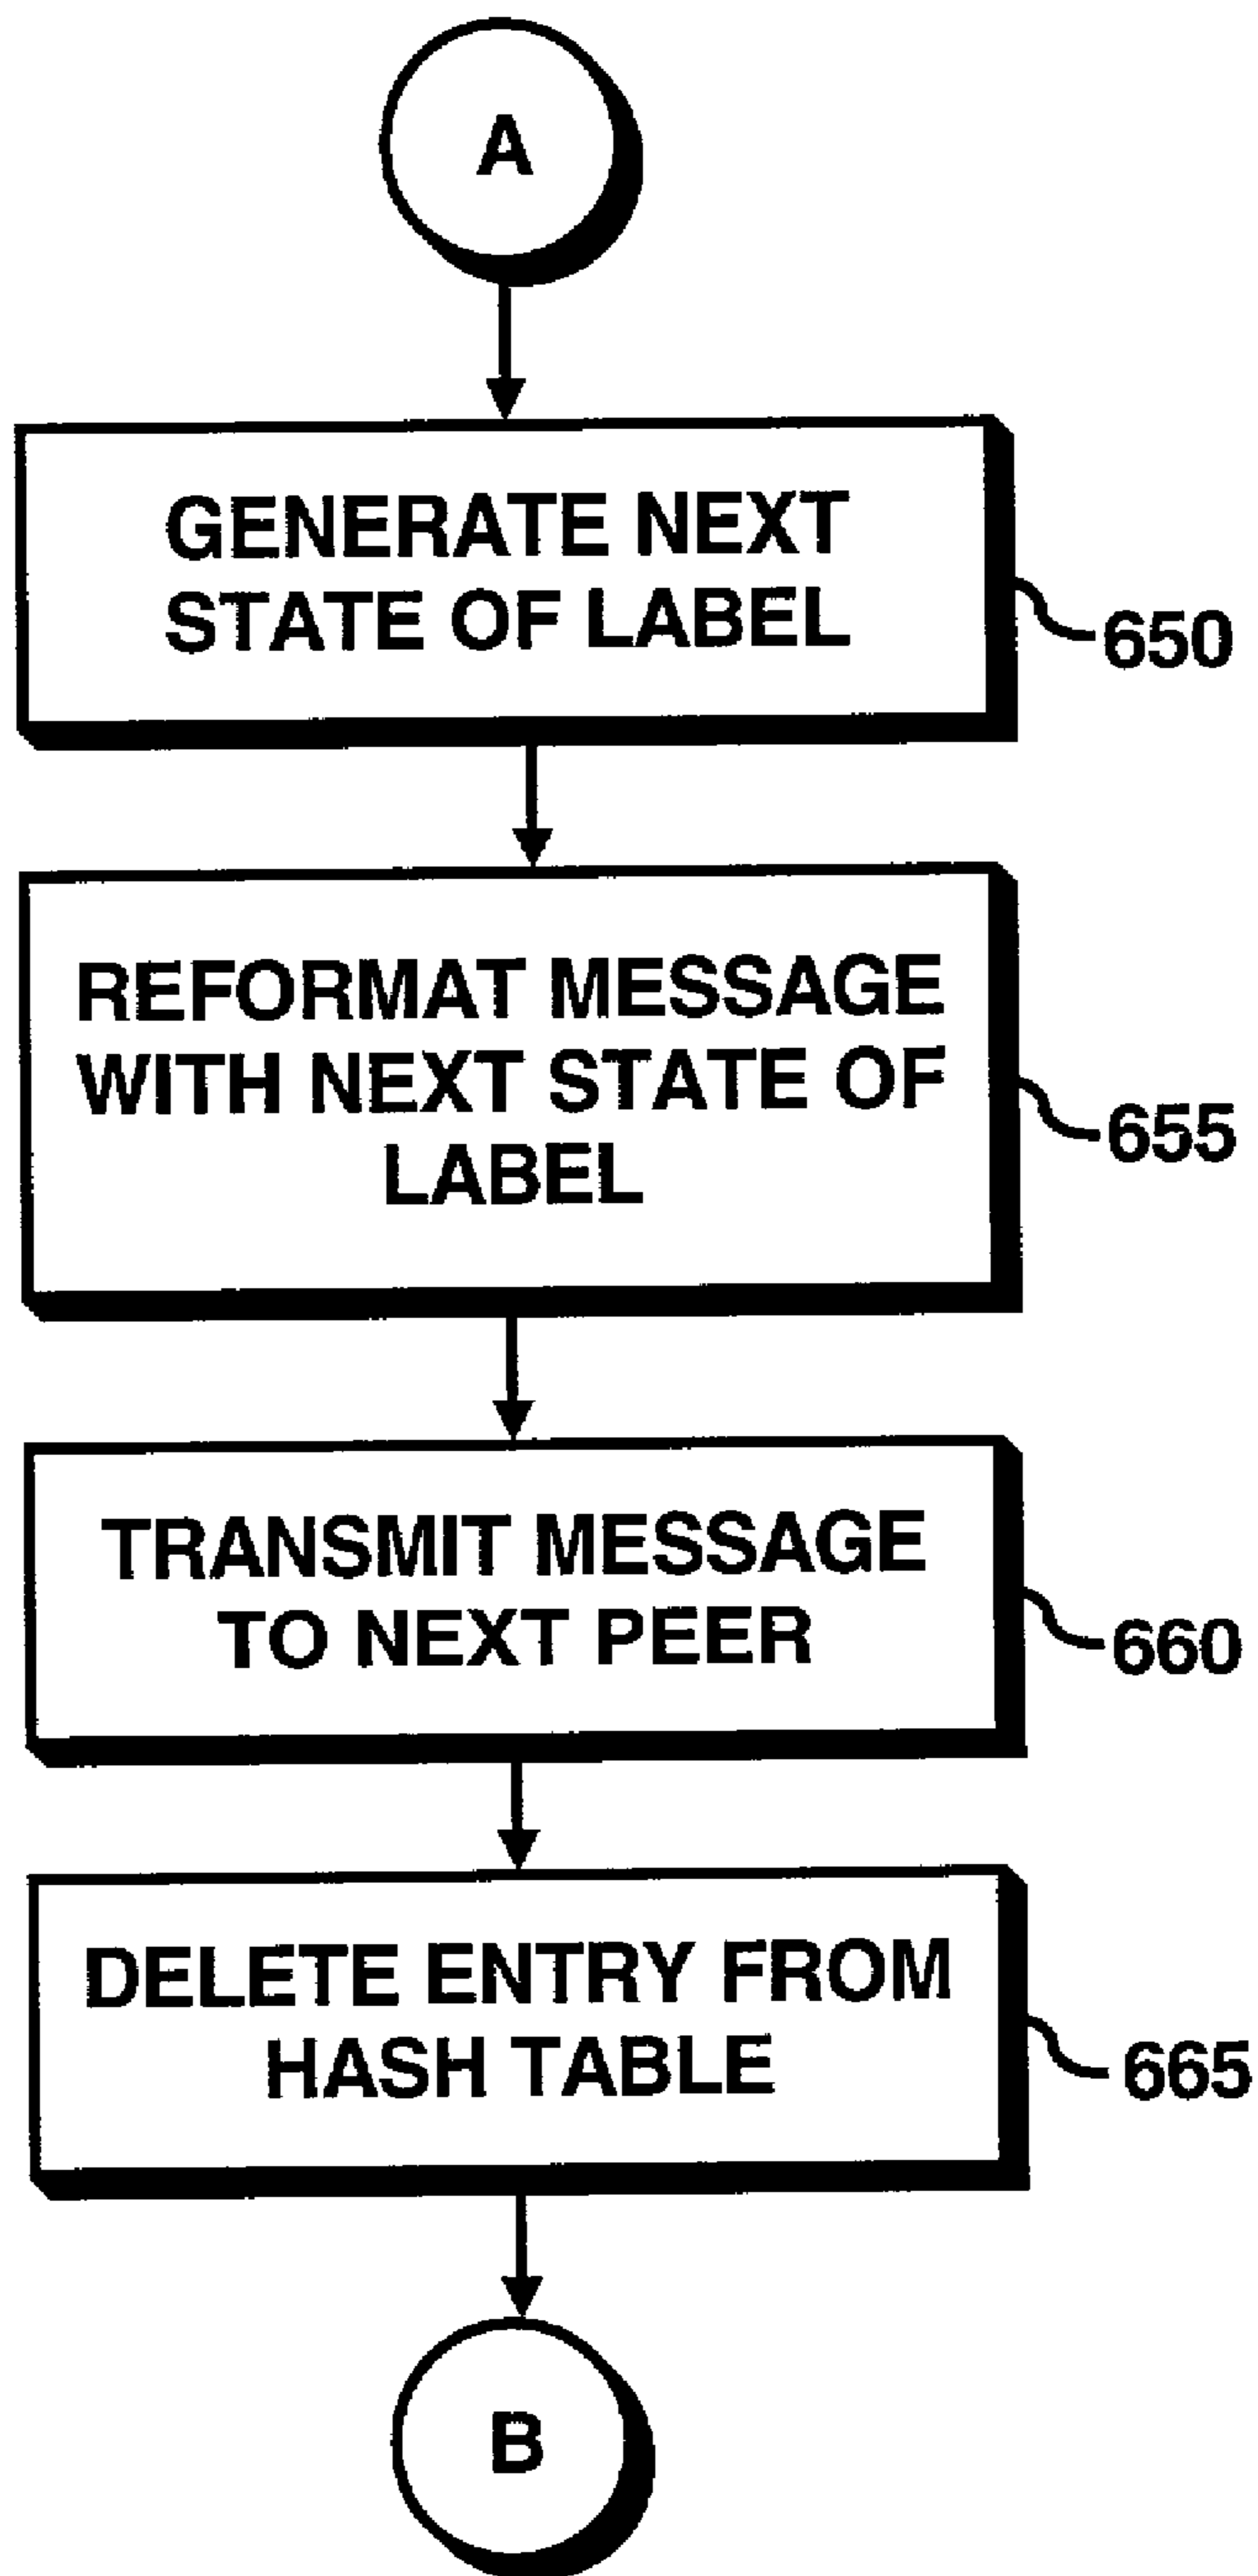 A
GENERATE NEXT
STATE OF LABEL
650
REFORMAT MESSAGE
WITH NEXT STATE OF
LABEL
655
TRANSMIT MESSAGE
TO NEXT PEER
660
DELETE ENTRY FROM
HASH TABLE
665
B